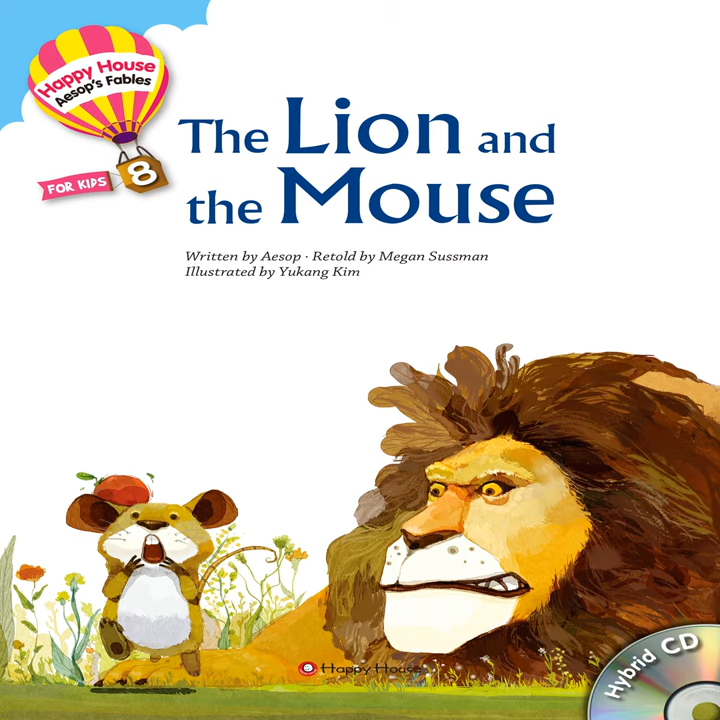 Happy House
Aesop's Fables
FOR KIDS
8
The Lion and
the Mouse
Written by Aesop · Retold by Megan Sussman
Illustrated by Yukang Kim
Happy House
Hybrid CD